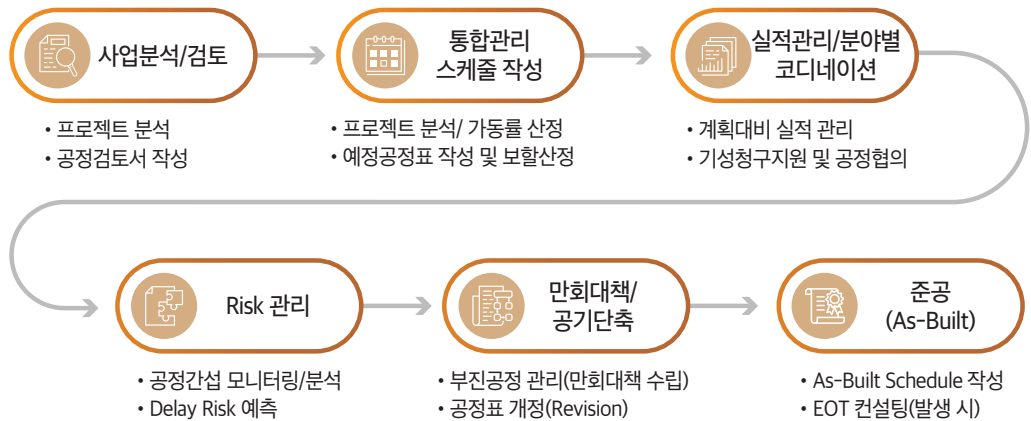 사업분석/검토
• 프로젝트 분석
• 공정검토서 작성
통합관리
스케줄 작성
• 프로젝트 분석/ 가동률 산정
• 예정공정표 작성 및 보할산정
실적관리/분야별
코디네이션
• 계획대비 실적 관리
• 기성청구지원 및 공정협의
Risk 관리
• 공정간섭 모니터링/분석
• Delay Risk 예측
만회대책/
공기단축
• 부진공정 관리(만회대책 수립)
• 공정표 개정(Revision)
준공
(As-Built)
• As-Built Schedule 작성
• EOT 컨설팅(발생 시)